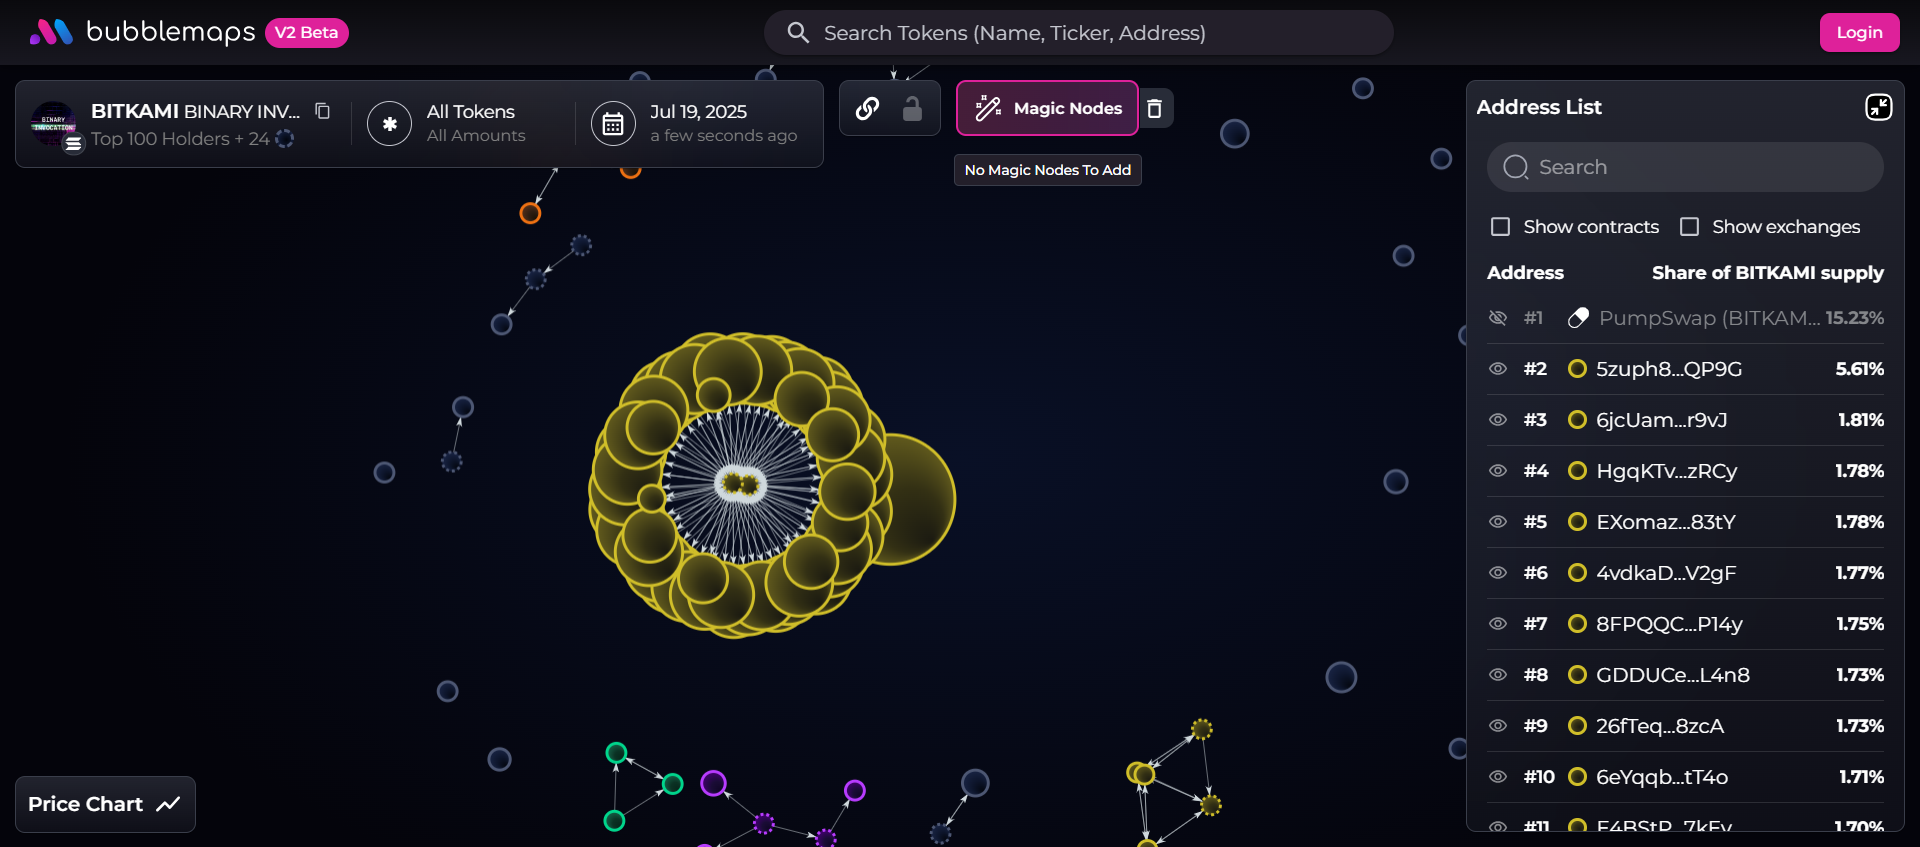 bubblemaps V2 Beta
Search Tokens (Name, Ticker, Address)
Login
BITKAMI BINARY INV...
Top 100 Holders + 24
BINARY
INVOCATION
All Tokens
All Amounts
Jul 19, 2025
a few seconds ago
Magic Nodes
No Magic Nodes To Add
Address List
Search
Show contracts
Show exchanges
Address Share of BITKAMI supply
#1 PumpSwap (BITKAM... 15.23%
#2 5zuph8...QP9G 5.61%
#3 6jcUam...r9vJ 1.81%
#4 HgqKTv...zRCy 1.78%
#5 EXomaz...83tY 1.78%
#6 4vdkaD...V2gF 1.77%
#7 8FPQQC...P14y 1.75%
#8 GDDUCe...L4n8 1.73%
#9 26fTeq...8zcA 1.73%
#10 6eYqqb...tT4o 1.71%
#11 1.70%
Price Chart